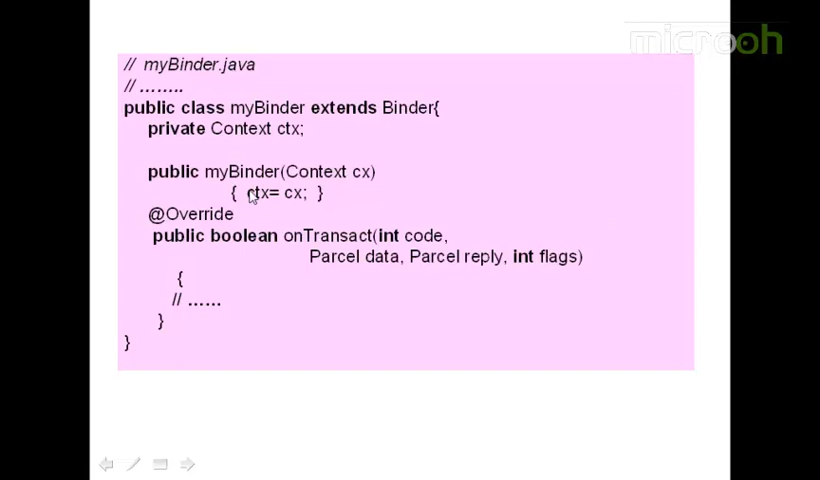 microoh
// myBinder.java
// ........
public class myBinder extends Binder{
private Context ctx;
public myBinder(Context cx)
{ ctx= cx; }
@Override
public boolean onTransact(int code,
Parcel data, Parcel reply, int flags)
{
// ......
}
}